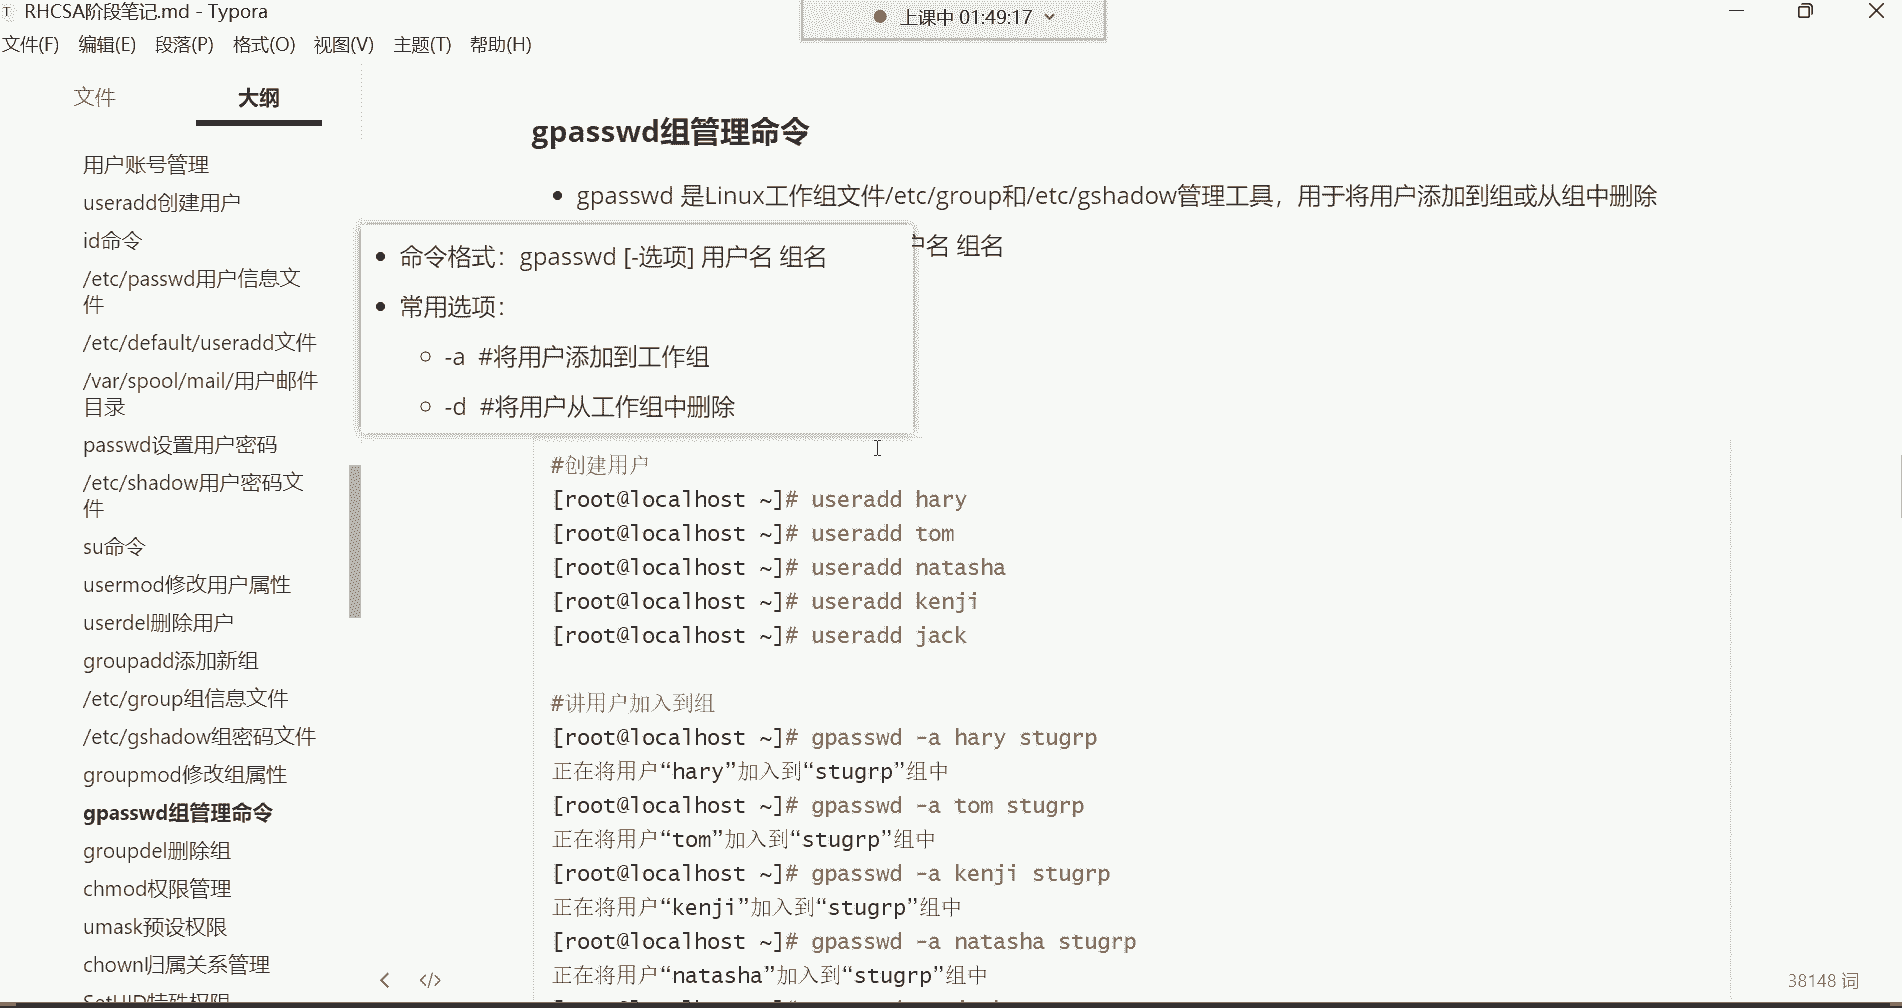 RHCSA阶段笔记.md - Typora
上课中 01:49:17
文件(F) 编辑(E) 段落(P) 格式(O) 视图(V) 主题(T) 帮助(H)
文件 大纲
用户账号管理
useradd创建用户
id命令
/etc/passwd用户信息文
件
/etc/default/useradd文件
/var/spool/mail/用户邮件
目录
passwd设置用户密码
/etc/shadow用户密码文
件
su命令
usermod修改用户属性
userdel删除用户
groupadd添加新组
/etc/group组信息文件
/etc/gshadow组密码文件
groupmod修改组属性
gpasswd组管理命令
groupdel删除组
chmod权限管理
umask预设权限
chown归属关系管理
SetUID特殊权限
gpasswd组管理命令
gpasswd 是Linux工作组文件/etc/group和/etc/gshadow管理工具，用于将用户添加到组或从组中删除
户名 组名
命令格式：gpasswd [-选项] 用户名 组名
常用选项：
-a #将用户添加到工作组
-d #将用户从工作组中删除
#创建用户
[root@localhost ~]# useradd hary
[root@localhost ~]# useradd tom
[root@localhost ~]# useradd natasha
[root@localhost ~]# useradd kenji
[root@localhost ~]# useradd jack
#讲用户加入到组
[root@localhost ~]# gpasswd -a hary stugrp
正在将用户“hary”加入到“stugrp”组中
[root@localhost ~]# gpasswd -a tom stugrp
正在将用户“tom”加入到“stugrp”组中
[root@localhost ~]# gpasswd -a kenji stugrp
正在将用户“kenji”加入到“stugrp”组中
[root@localhost ~]# gpasswd -a natasha stugrp
正在将用户“natasha”加入到“stugrp”组中
38148 词